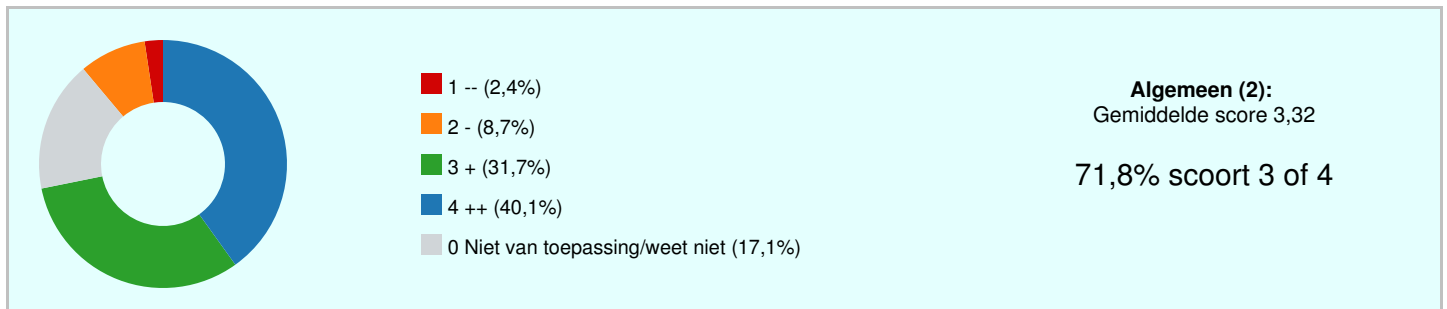 1 -- (2,4%)
2 - (8,7%)
3 + (31,7%)
4 ++ (40,1%)
0 Niet van toepassing/weet niet (17,1%)
Algemeen (2):
Gemiddelde score 3,32
71,8% scoort 3 of 4